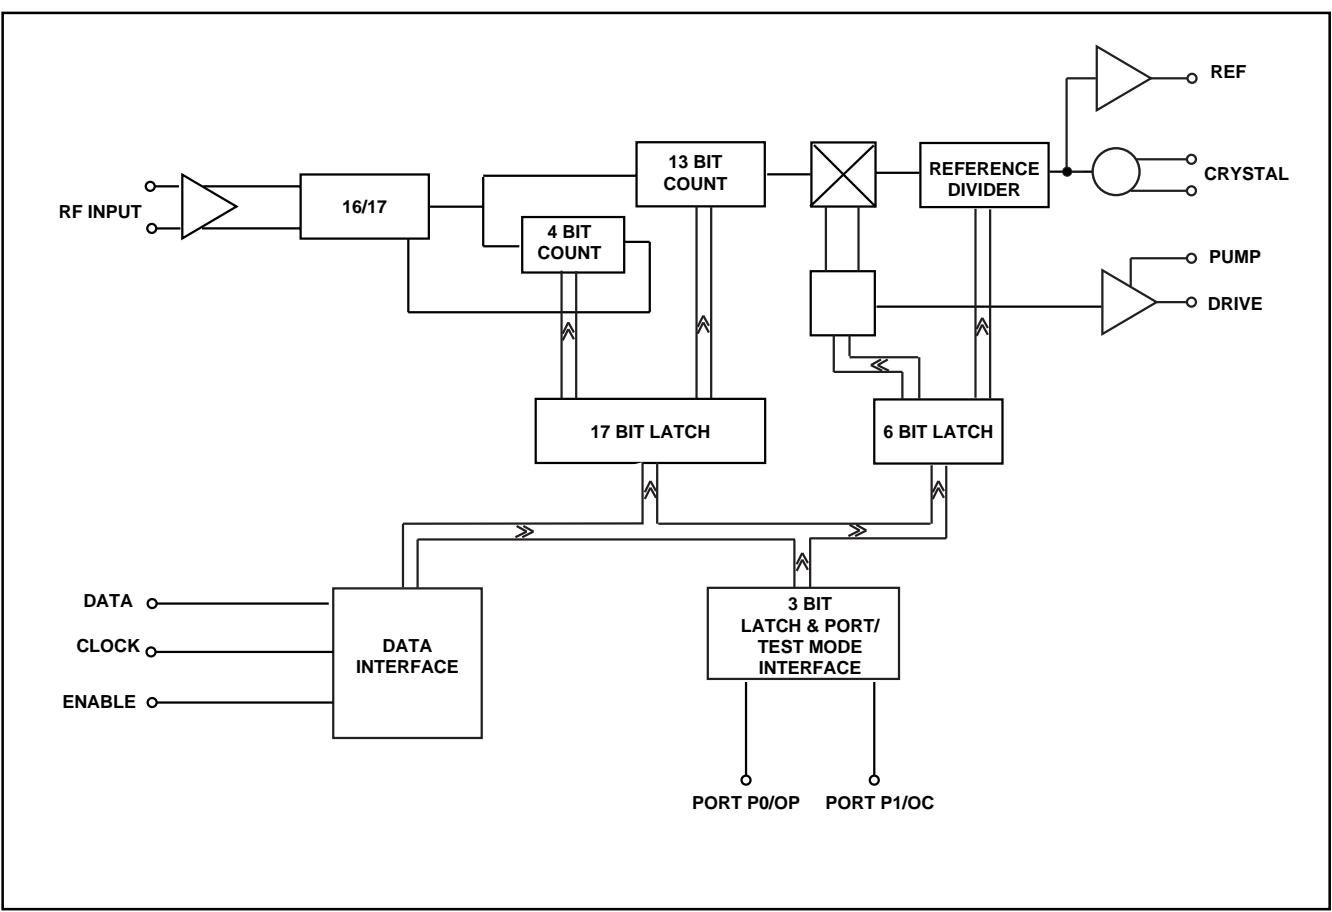 REF
13 BIT
COUNT
REFERENCE
DIVIDER
CRYSTAL
RF INPUT
16/17
4 BIT
COUNT
PUMP
DRIVE
17 BIT LATCH
6 BIT LATCH
DATA
CLOCK
ENABLE
DATA
INTERFACE
3 BIT
LATCH & PORT/
TEST MODE
INTERFACE
PORT P0/OP
PORT P1/OC